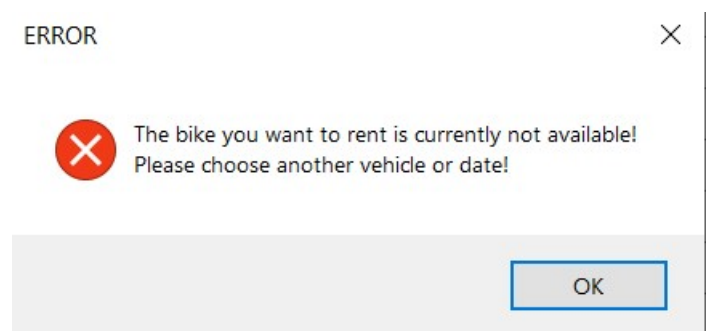 ERROR
The bike you want to rent is currently not available!
Please choose another vehicle or date!
OK